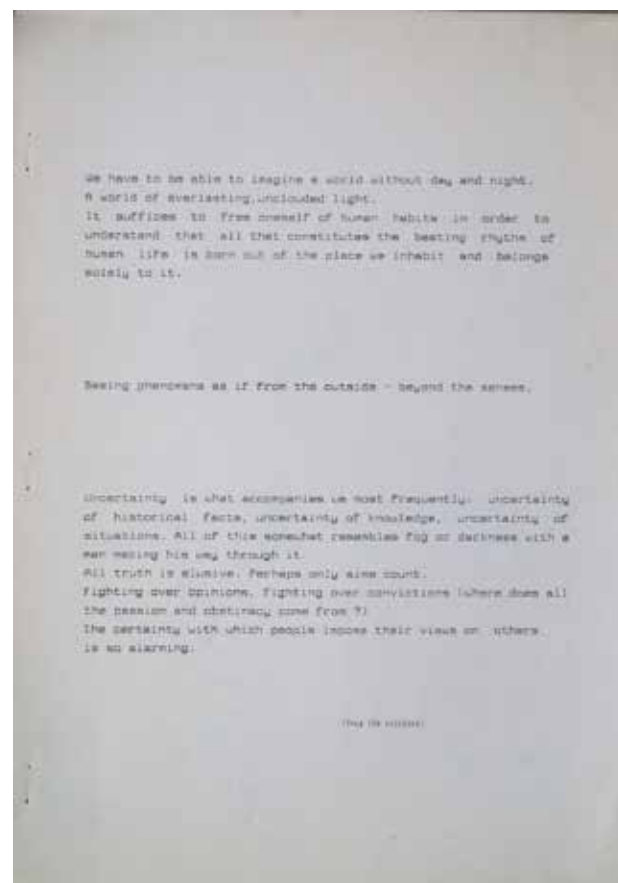 We have to be able to imagine a world without day and night.
A world of everlasting,unclouded light.
It suffices to free oneself of human habits in order to
understand that all that constitutes the beating rhythm of
human life is born out of the place we inhabit and belongs
solely to it.
Seeing phenomena as if from the outside - beyond the senses.
Uncertainty is what accompanies us most frequently: uncertainty
of historical facts, uncertainty of knowledge, uncertainty of
situations. All of this somewhat resembles fog or darkness with a
man making his way through it.
All truth is elusive. Perhaps only aims count.
Fighting over opinions, fighting over convictions (where does all
the passion and obstinacy come from ?)
The certainty with which people impose their views on others
is so alarming.